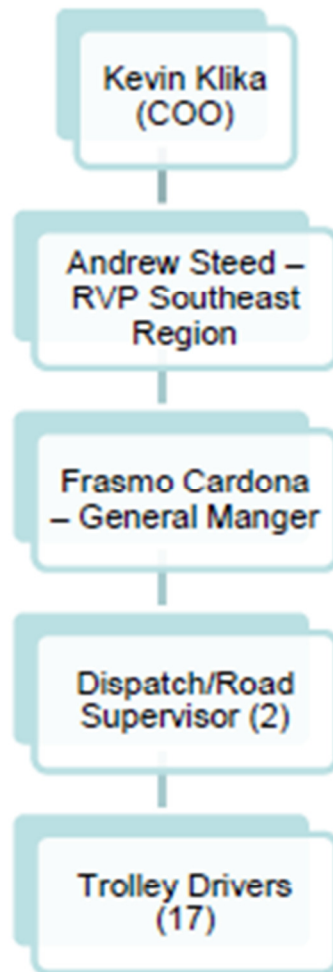 Kevin Klika
(COO)
Andrew Steed –
RVP Southeast
Region
Frasmo Cardona
– General Manger
Dispatch/Road
Supervisor (2)
Trolley Drivers
(17)